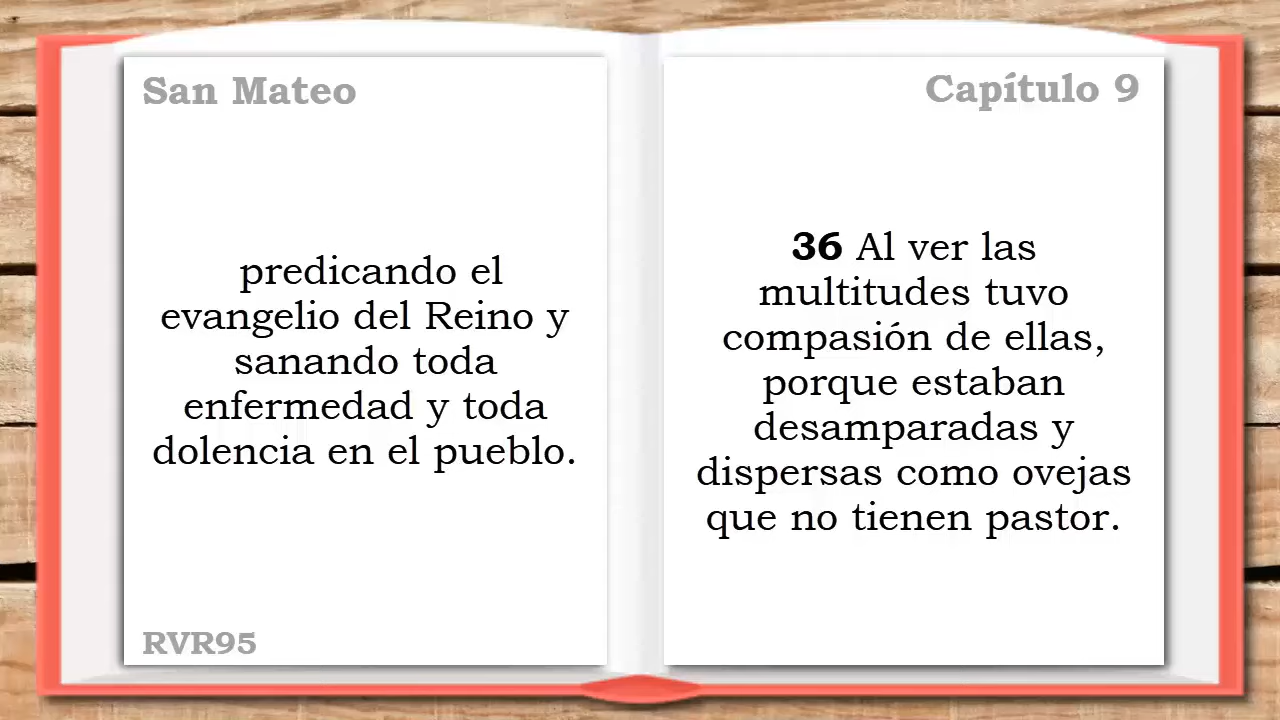 San Mateo
predicando el
evangelio del Reino y
sanando toda
enfermedad y toda
dolencia en el pueblo.
RVR95
Capítulo 9
36 Al ver las
multitudes tuvo
compasión de ellas,
porque estaban
desamparadas y
dispersas como ovejas
que no tienen pastor.